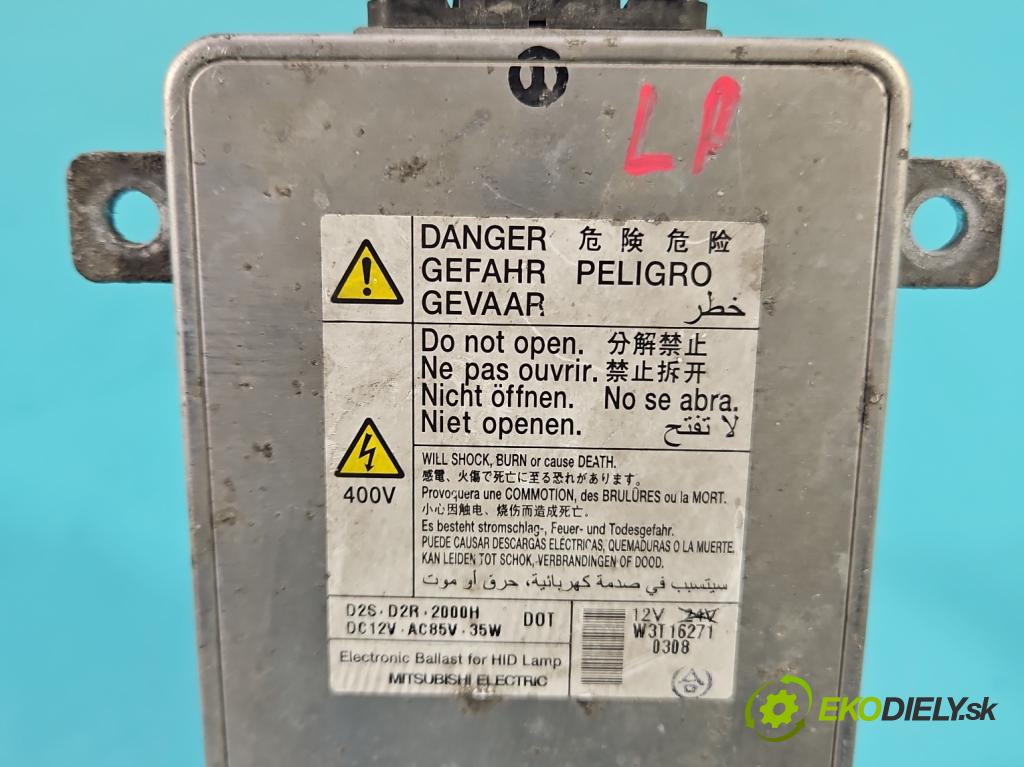 LP
DANGER 危険危险
GEFAHR PELIGRO
GEVAAR خطر
Do not open. 分解禁止
Ne pas ouvrir. 禁止拆开
Nicht öffnen. No se abra.
Niet openen. لا تفتح
400V
WILL SHOCK, BURN or cause DEATH.
感電、火傷で死亡に至る恐れがあります。
Provoquera une COMMOTION, des BRULÛRES ou la MORT.
小心因触电、烧伤而造成死亡。
Es besteht stromschlag-, Feuer- und Todesgefahr.
PUEDE CAUSAR DESCARGAS ELÉCTRICAS, QUEMADURAS O LA MUERTE.
KAN LEIDEN TOT SCHOK, VERBRANDINGEN OF DOOD.
سيتسبب في صدمة كهربائية، حرق أو موت
D2S・D2R・2000H DOT
DC12V・AC85V・35W
12V 24V
W3T16271
0308
Electronic Ballast for HID Lamp
MITSUBISHI ELECTRIC
EKODIELY.sk